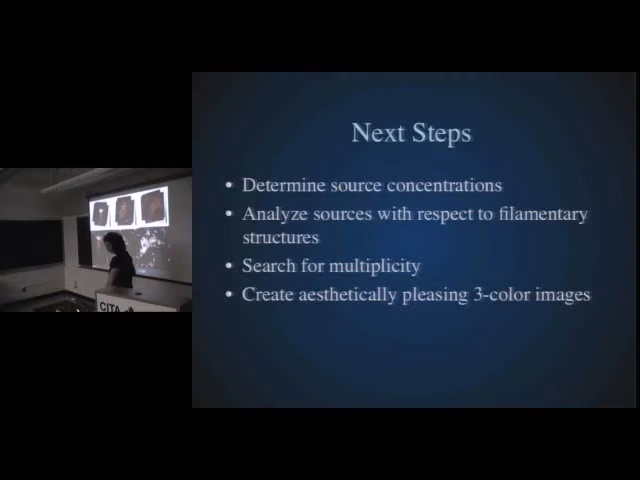 Next Steps
• Determine source concentrations
• Analyze sources with respect to filamentary
structures
• Search for multiplicity
• Create aesthetically pleasing 3-color images
CITA